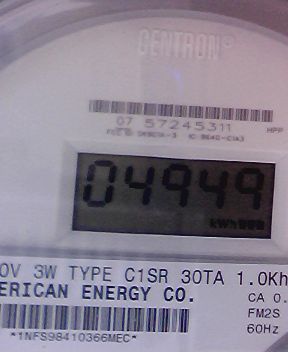 CENTRON®
07 57245311
HPP
04949
kWh
0V 3W TYPE C1SR 30TA 1.0Kh
ERICAN ENERGY CO.
CA 0.
FM2S
60Hz
*1NFS98410366MEC*